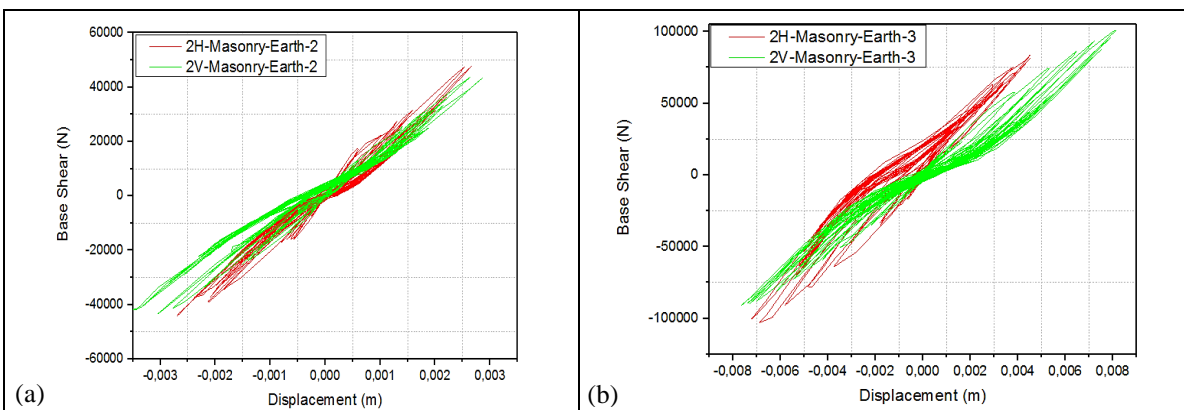 60000
2H-Masonry-Earth-2
2V-Masonry-Earth-2
40000
20000
0
-20000
-40000
-60000
Base Shear (N)
-0,003 -0,002 -0,001 0,000 0,001 0,002 0,003
Displacement (m)
(a)
2H-Masonry-Earth-3
2V-Masonry-Earth-3
100000
50000
0
-50000
-100000
Base Shear (N)
-0,008 -0,006 -0,004 -0,002 0,000 0,002 0,004 0,006 0,008
Displacement (m)
(b)